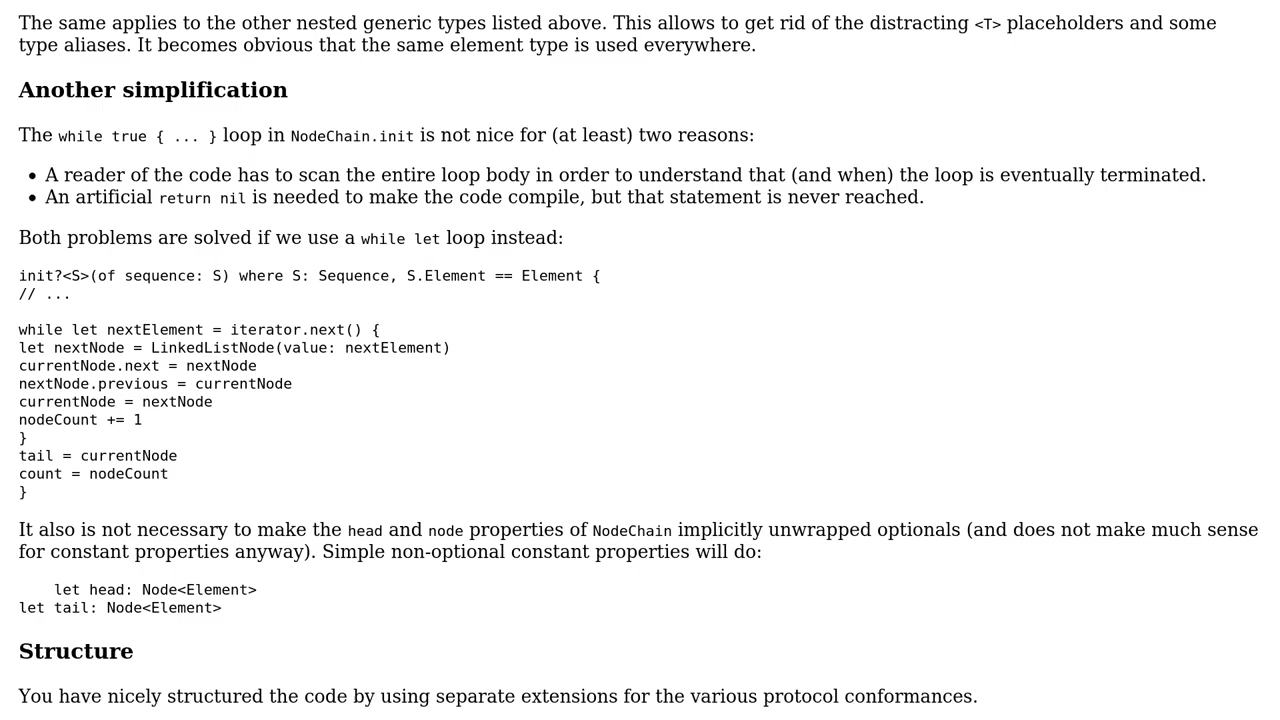 The same applies to the other nested generic types listed above. This allows to get rid of the distracting <T> placeholders and some
type aliases. It becomes obvious that the same element type is used everywhere.
Another simplification
The while true { ... } loop in NodeChain.init is not nice for (at least) two reasons:
• A reader of the code has to scan the entire loop body in order to understand that (and when) the loop is eventually terminated.
• An artificial return nil is needed to make the code compile, but that statement is never reached.
Both problems are solved if we use a while let loop instead:
init?<S>(of sequence: S) where S: Sequence, S.Element == Element {
// ...
while let nextElement = iterator.next() {
let nextNode = LinkedListNode(value: nextElement)
currentNode.next = nextNode
nextNode.previous = currentNode
currentNode = nextNode
nodeCount += 1
}
tail = currentNode
count = nodeCount
}
It also is not necessary to make the head and node properties of NodeChain implicitly unwrapped optionals (and does not make much sense
for constant properties anyway). Simple non-optional constant properties will do:
    let head: Node<Element>
let tail: Node<Element>
Structure
You have nicely structured the code by using separate extensions for the various protocol conformances.